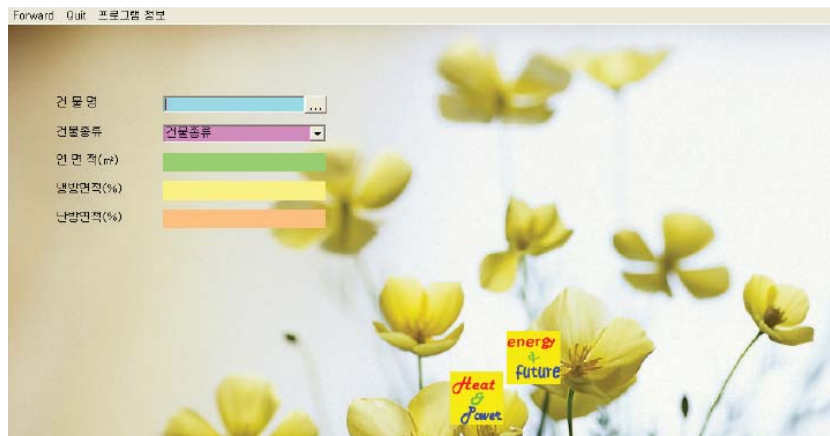 Forward Quit 프로그램 정보
건 물 명 ...
건물종류 건물종류
연 면 적(㎡)
냉방면적(%)
난방면적(%)
energy
&
future
Heat
&
Power